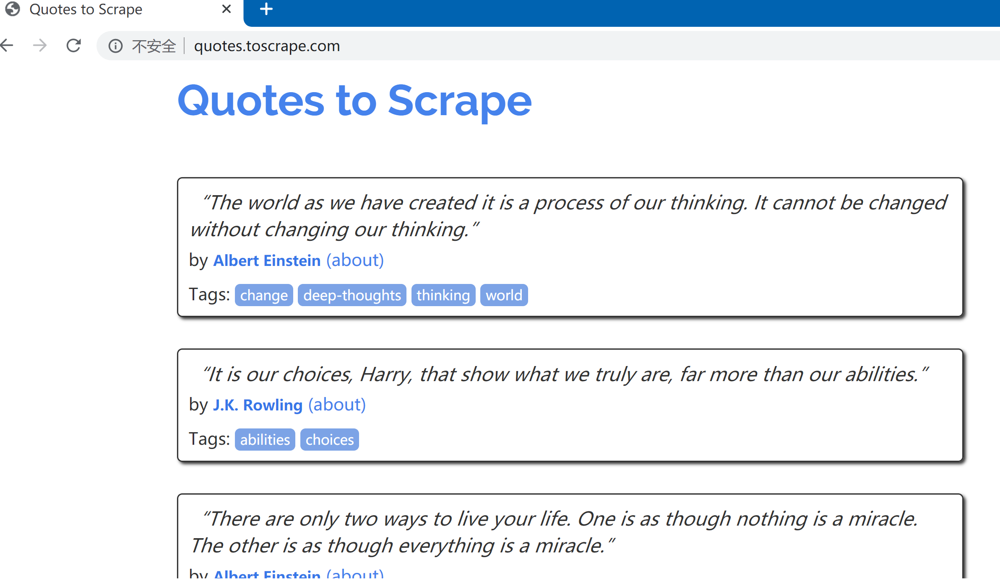 Quotes to Scrape
不安全 quotes.toscrape.com
Quotes to Scrape
“The world as we have created it is a process of our thinking. It cannot be changed
without changing our thinking.”
by Albert Einstein (about)
Tags: change deep-thoughts thinking world
“It is our choices, Harry, that show what we truly are, far more than our abilities.”
by J.K. Rowling (about)
Tags: abilities choices
“There are only two ways to live your life. One is as though nothing is a miracle.
The other is as though everything is a miracle.”
by Albert Einstein (about)